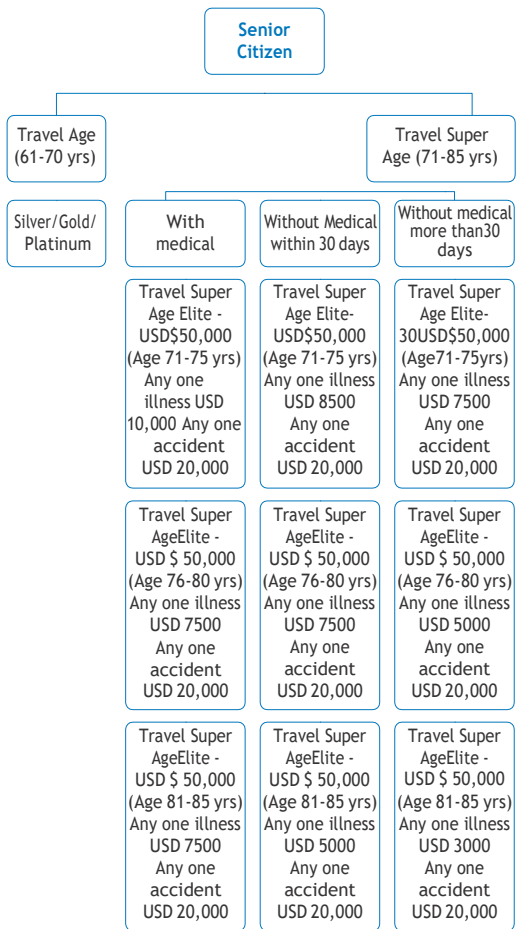 Senior
Citizen
Travel Age
(61-70 yrs)
Travel Super
Age (71-85 yrs)
Silver/Gold/
Platinum
With
medical
Without Medical
within 30 days
Without medical
more than30
days
Travel Super
Age Elite -
USD$50,000
(Age 71-75 yrs)
Any one
illness USD
10,000 Any one
accident
USD 20,000
Travel Super
Age Elite-
USD$50,000
(Age 71-75 yrs)
Any one illness
USD 8500
Any one
accident
USD 20,000
Travel Super
Age Elite-
30USD$50,000
(Age71-75yrs)
Any one illness
USD 7500
Any one
accident
USD 20,000
Travel Super
AgeElite -
USD $ 50,000
(Age 76-80 yrs)
Any one illness
USD 7500
Any one
accident
USD 20,000
Travel Super
AgeElite -
USD $ 50,000
(Age 76-80 yrs)
Any one illness
USD 7500
Any one
accident
USD 20,000
Travel Super
AgeElite -
USD $ 50,000
(Age 76-80 yrs)
Any one illness
USD 5000
Any one
accident
USD 20,000
Travel Super
AgeElite -
USD $ 50,000
(Age 81-85 yrs)
Any one illness
USD 7500
Any one
accident
USD 20,000
Travel Super
AgeElite -
USD $ 50,000
(Age 81-85 yrs)
Any one illness
USD 5000
Any one
accident
USD 20,000
Travel Super
AgeElite -
USD $ 50,000
(Age 81-85 yrs)
Any one illness
USD 3000
Any one
accident
USD 20,000